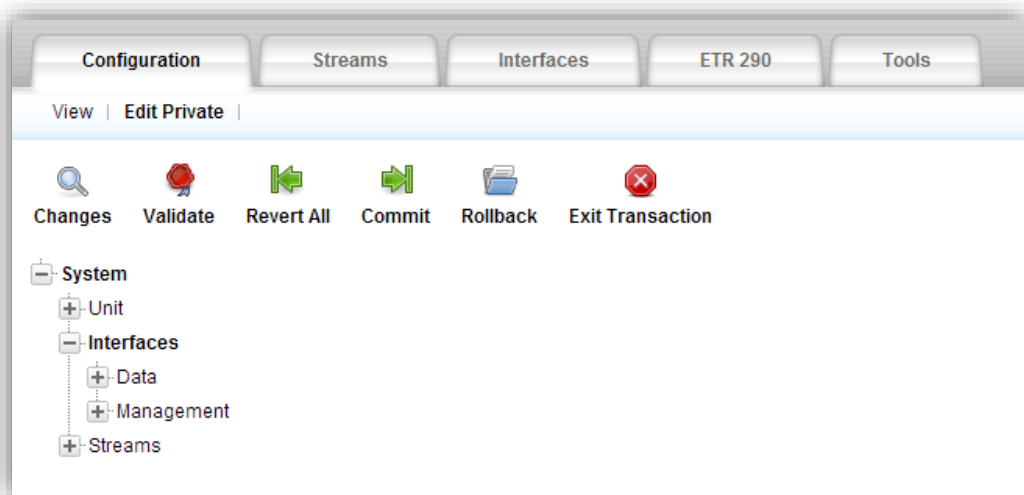 Configuration Streams Interfaces ETR 290 Tools
View | Edit Private |
Changes Validate Revert All Commit Rollback Exit Transaction
System
Unit
Interfaces
Data
Management
Streams